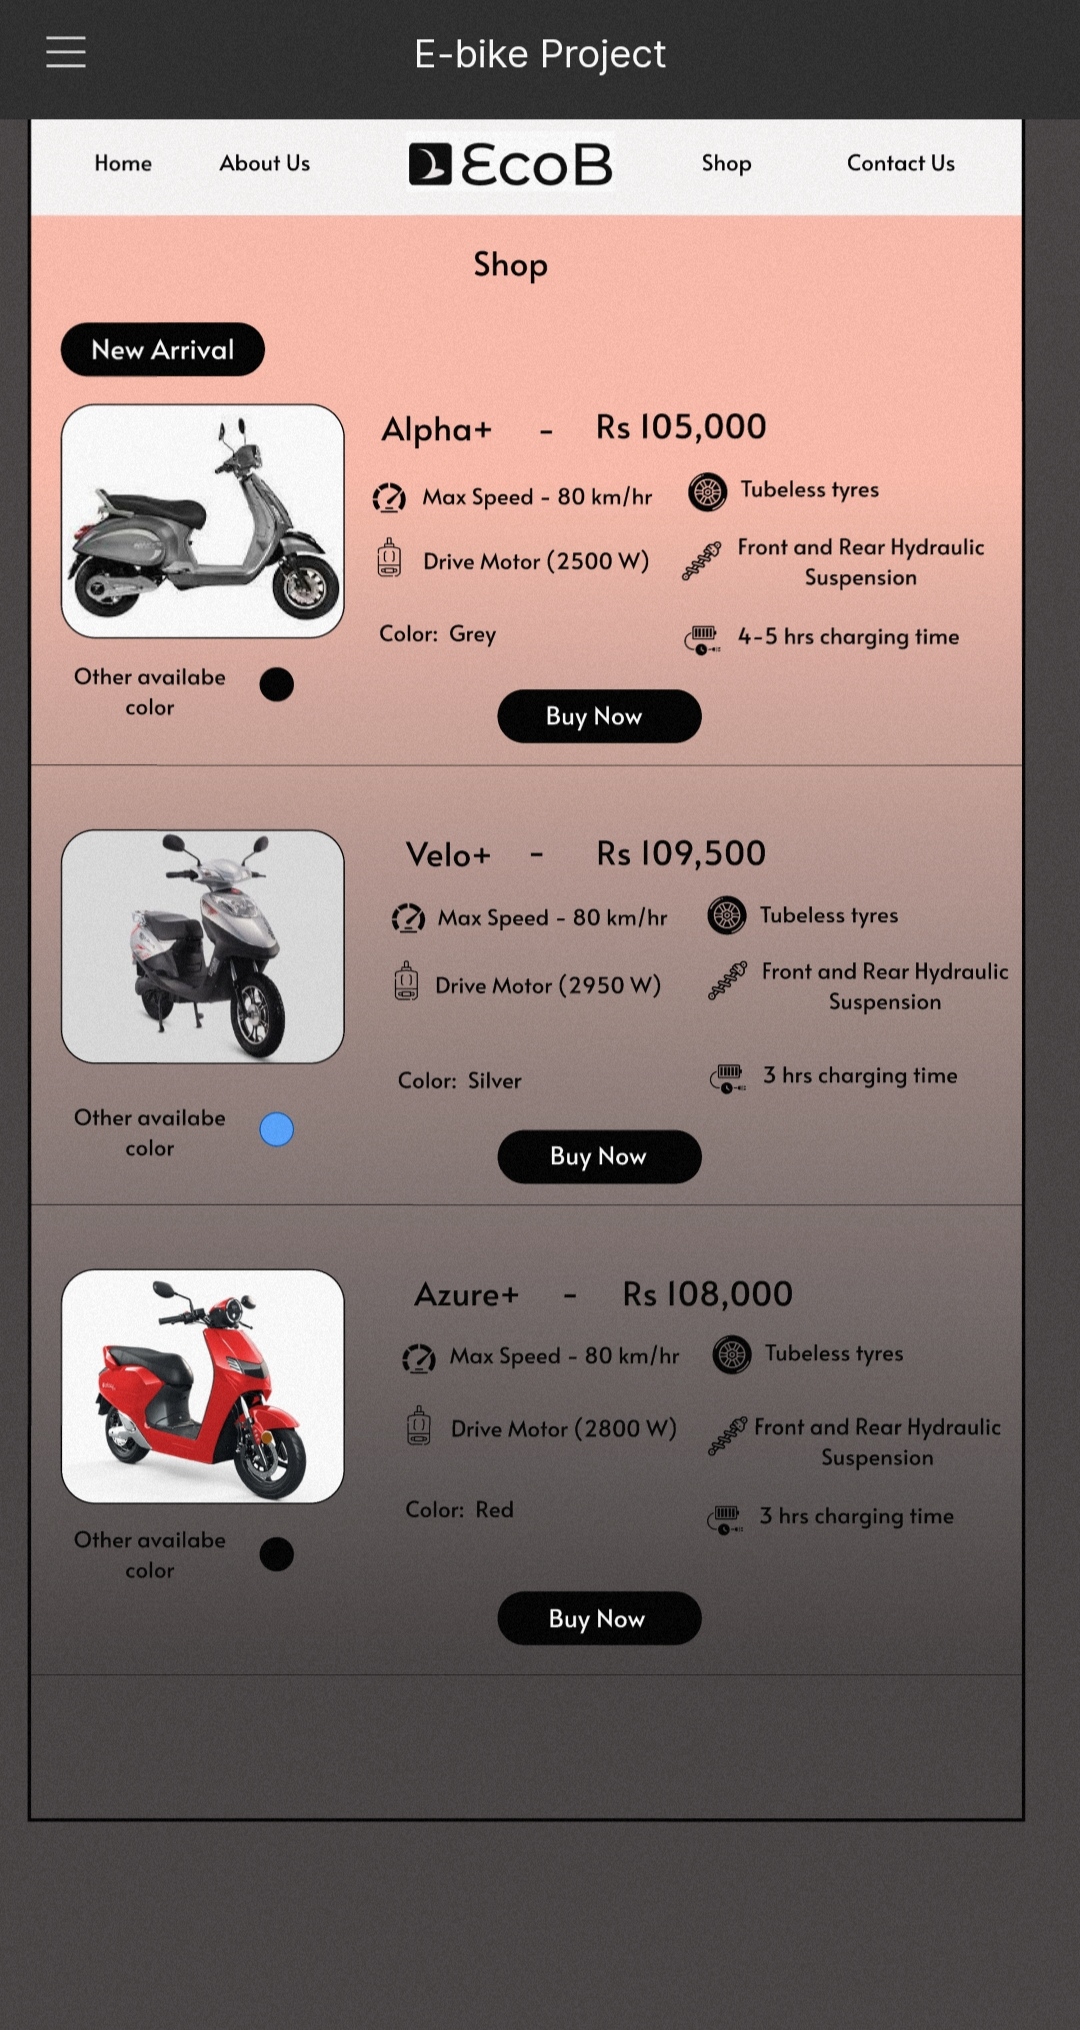 E-bike Project
Home About Us EcoB Shop Contact Us
Shop
New Arrival
Alpha+ - Rs 105,000
Max Speed - 80 km/hr
Tubeless tyres
Drive Motor (2500 W)
Front and Rear Hydraulic
Suspension
Color: Grey
4-5 hrs charging time
Other availabe
color
Buy Now
Velo+ - Rs 109,500
Max Speed - 80 km/hr
Tubeless tyres
Drive Motor (2950 W)
Front and Rear Hydraulic
Suspension
Color: Silver
3 hrs charging time
Other availabe
color
Buy Now
Azure+ - Rs 108,000
Max Speed - 80 km/hr
Tubeless tyres
Drive Motor (2800 W)
Front and Rear Hydraulic
Suspension
Color: Red
3 hrs charging time
Other availabe
color
Buy Now